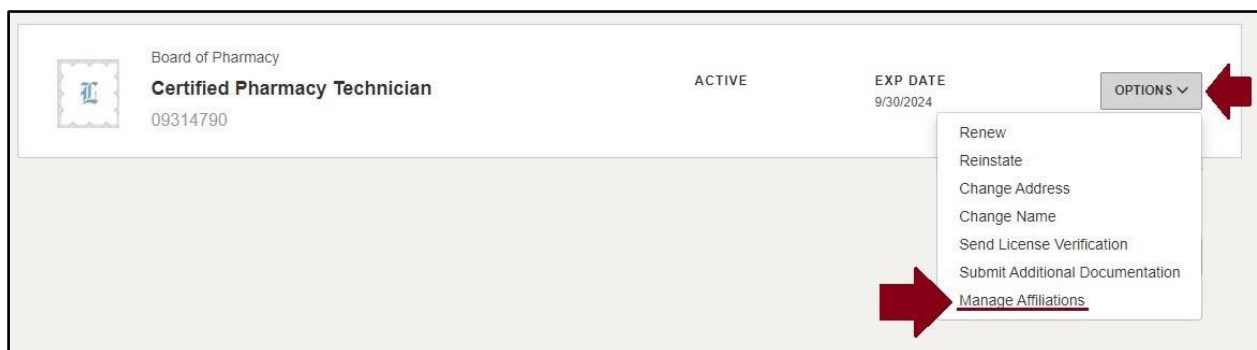 Board of Pharmacy
Certified Pharmacy Technician
09314790
ACTIVE
EXP DATE
9/30/2024
OPTIONS
Renew
Reinstate
Change Address
Change Name
Send License Verification
Submit Additional Documentation
Manage Affiliations
L